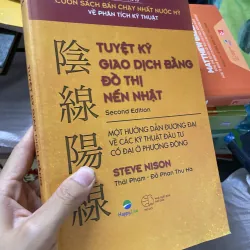 CUỐN SÁCH BÁN CHẠY NHẤT NƯỚC MỸ
VỀ PHÂN TÍCH KỸ THUẬT
陰線陽線
TUYỆT KỸ
GIAO DỊCH BẰNG
ĐỒ THỊ
NẾN NHẬT
Second Edition
MỘT HƯỚNG DẪN ĐƯƠNG ĐẠI
VỀ CÁC KỸ THUẬT ĐẦU TƯ
CỔ ĐẠI Ở PHƯƠNG ĐÔNG
STEVE NISON
Thái Phạm - Đỗ Phan Thu Hà